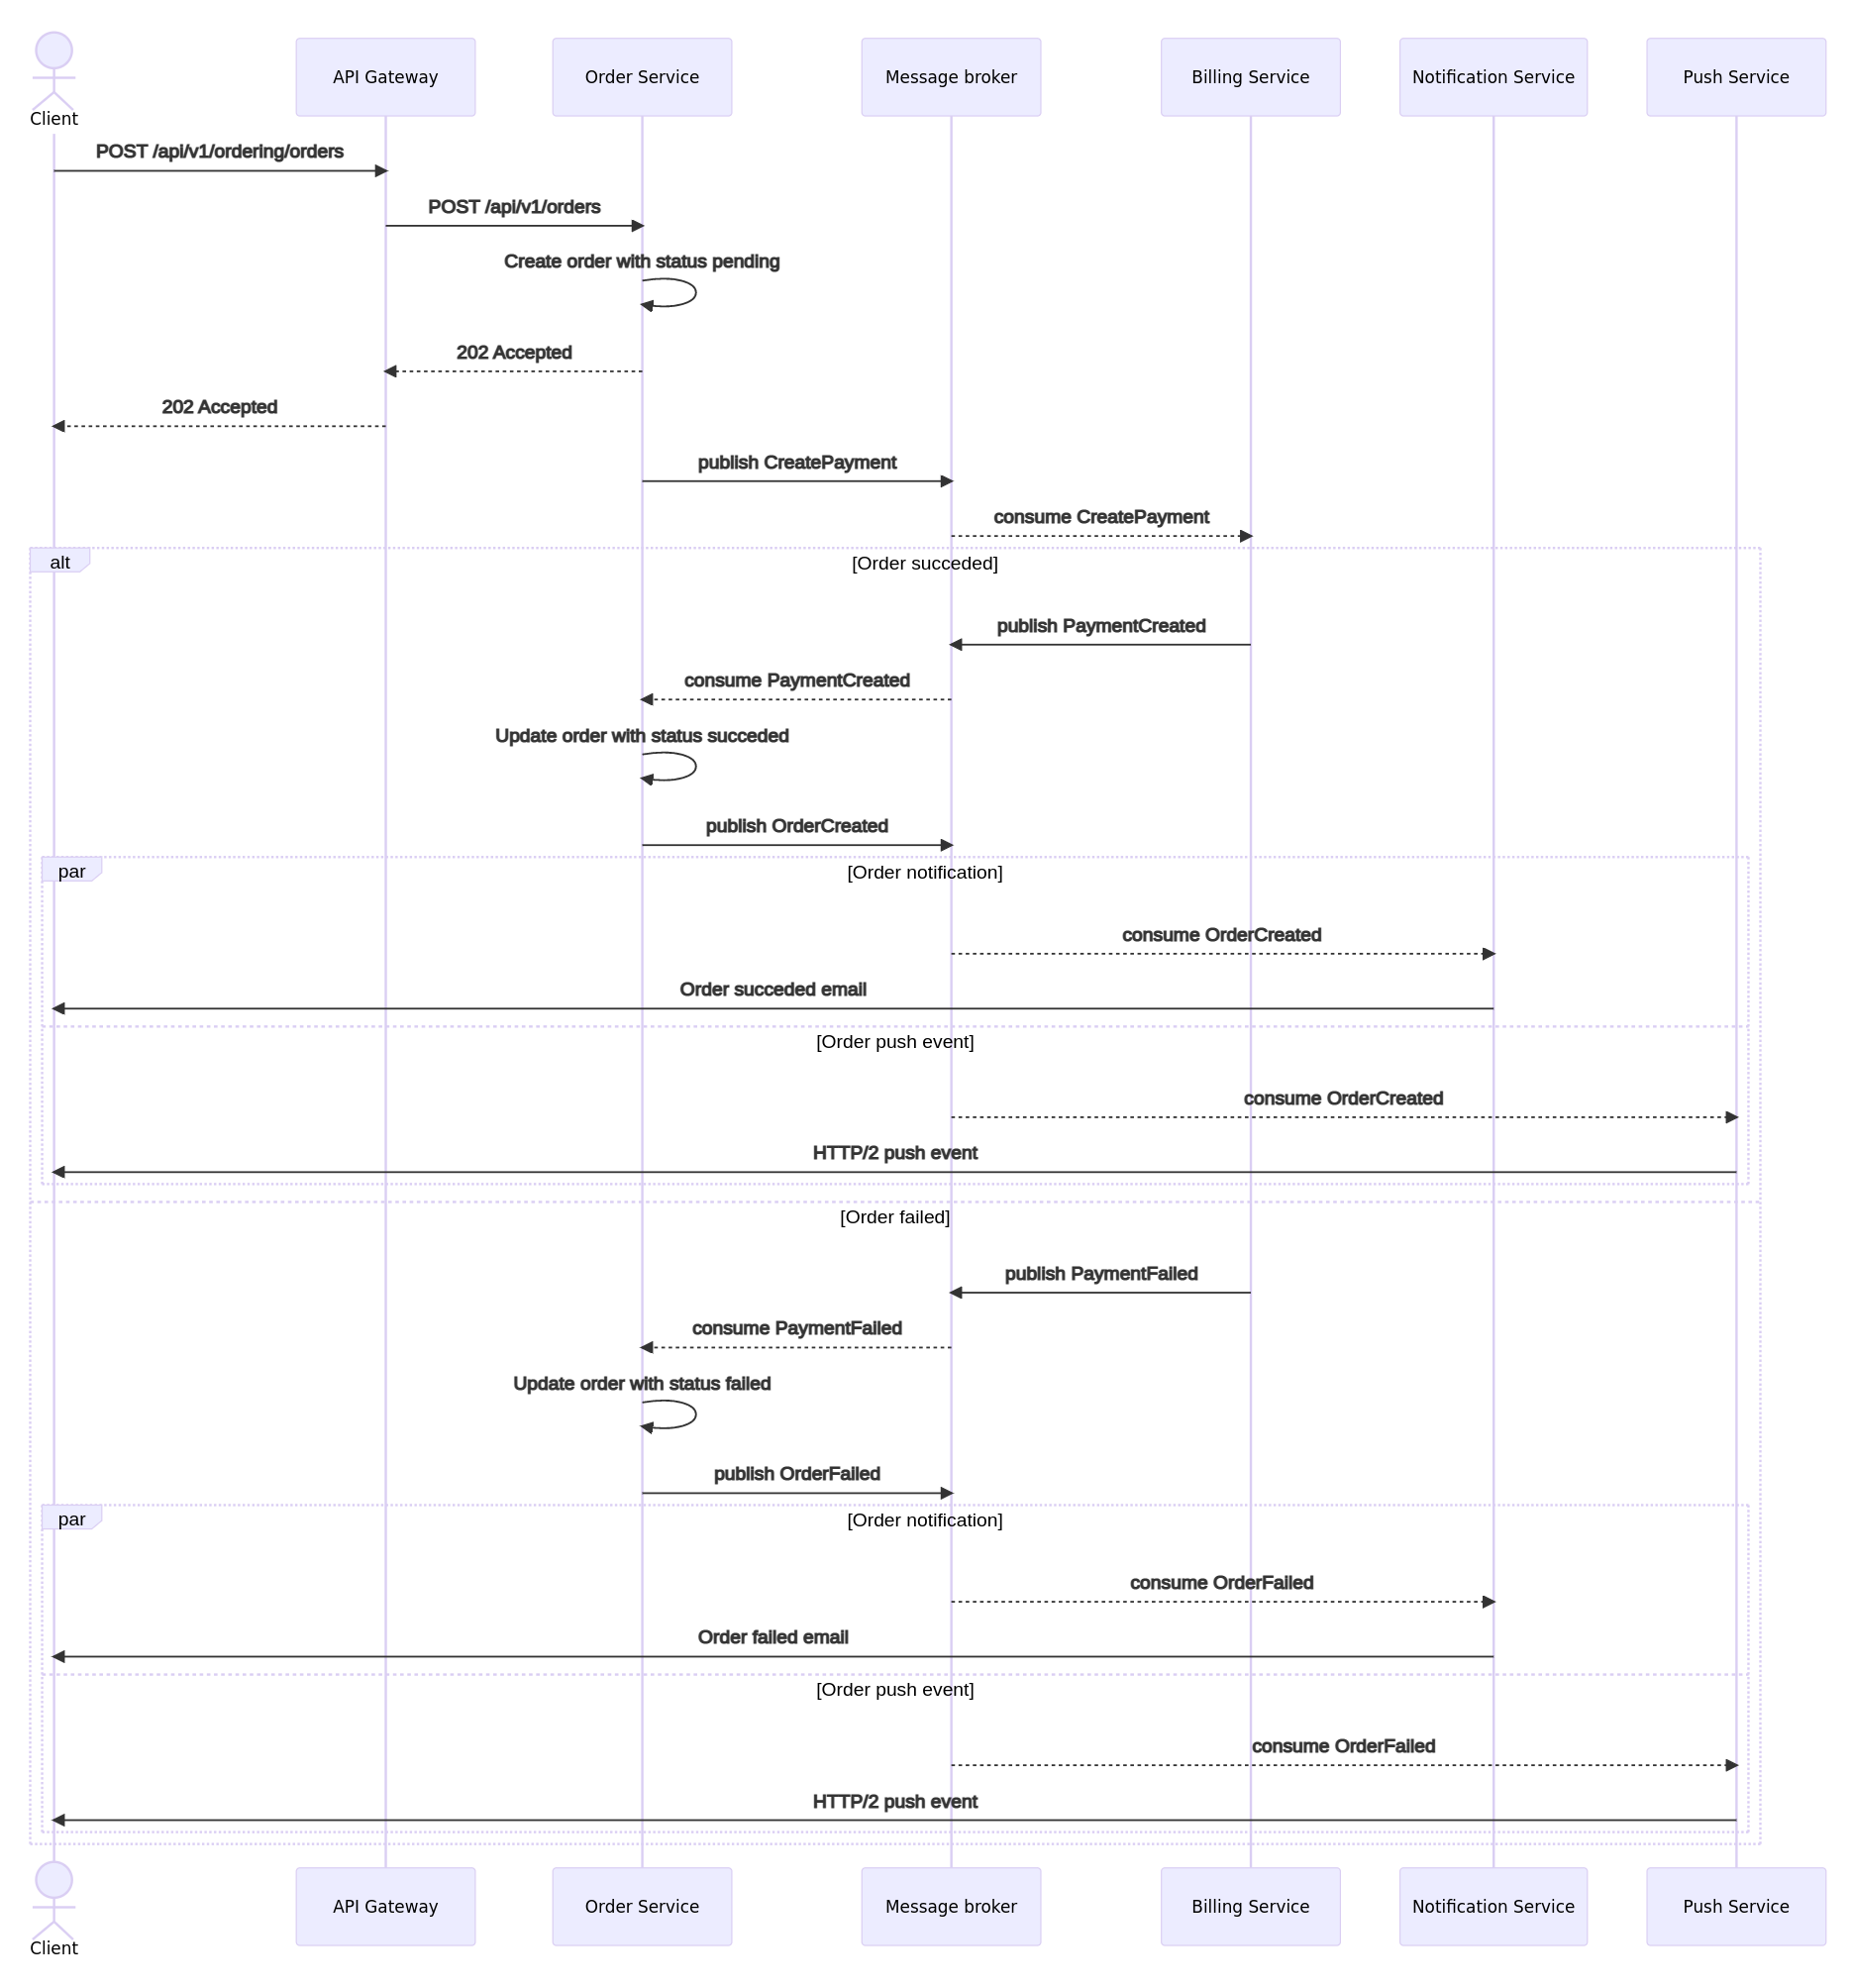 Client
API Gateway
Order Service
Message broker
Billing Service
Notification Service
Push Service
POST /api/v1/ordering/orders
POST /api/v1/orders
Create order with status pending
202 Accepted
202 Accepted
publish CreatePayment
consume CreatePayment
alt
[Order succeded]
publish PaymentCreated
consume PaymentCreated
Update order with status succeded
publish OrderCreated
par
[Order notification]
consume OrderCreated
Order succeded email
[Order push event]
consume OrderCreated
HTTP/2 push event
[Order failed]
publish PaymentFailed
consume PaymentFailed
Update order with status failed
publish OrderFailed
par
[Order notification]
consume OrderFailed
Order failed email
[Order push event]
consume OrderFailed
HTTP/2 push event
Client
API Gateway
Order Service
Message broker
Billing Service
Notification Service
Push Service